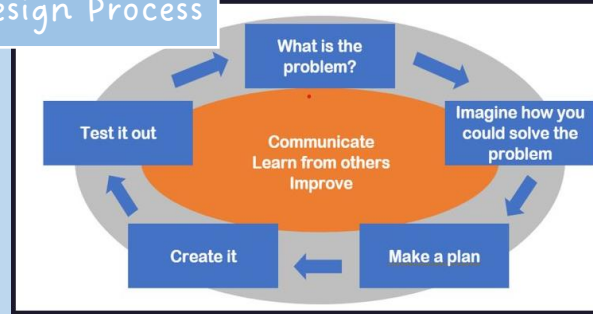 esign Process
What is the
problem?
Imagine how you
could solve the
problem
Make a plan
Create it
Test it out
Communicate
Learn from others
Improve